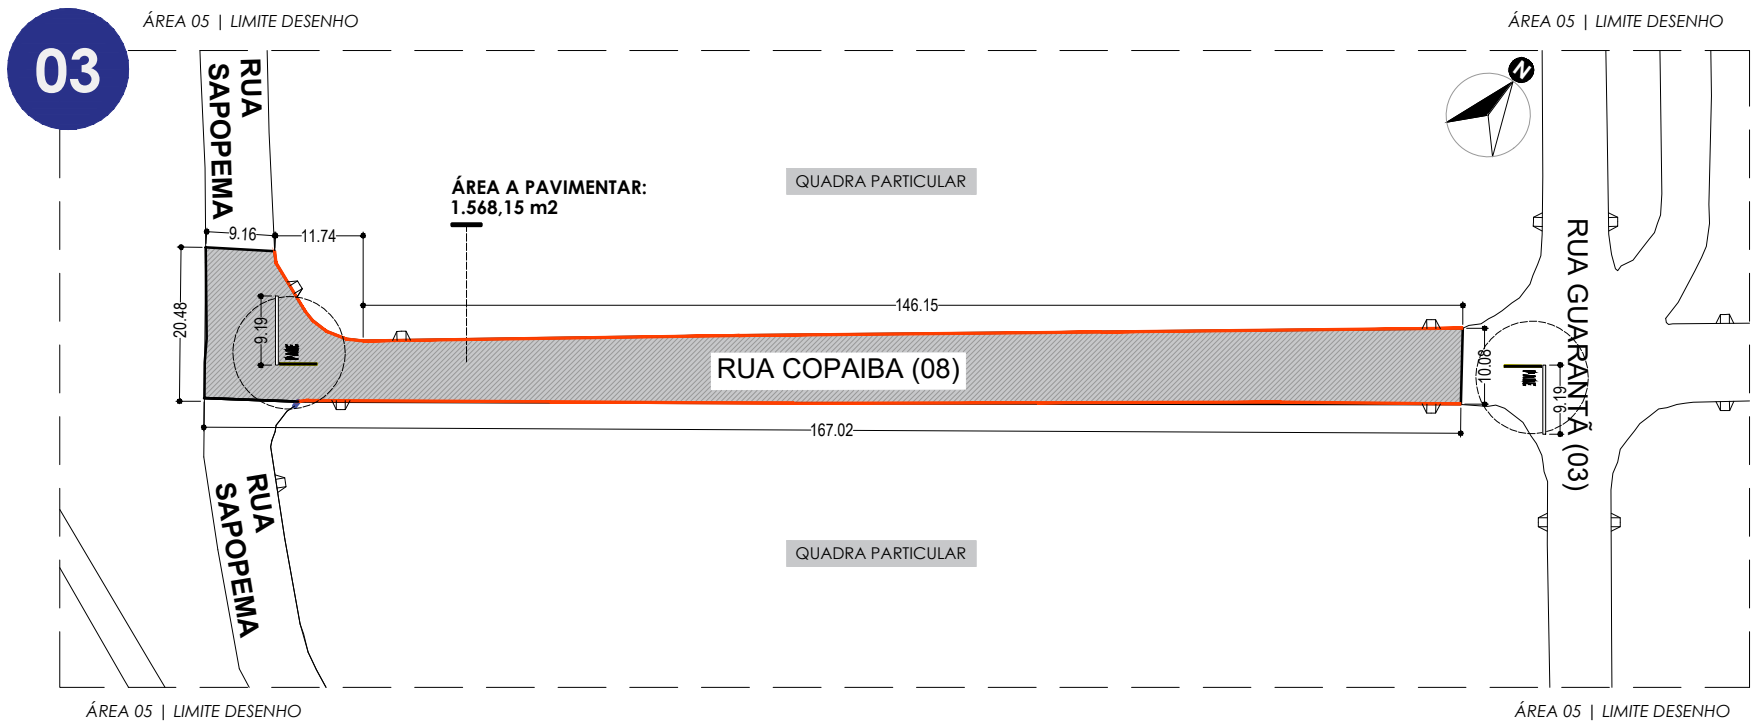 ÁREA 05 | LIMITE DESENHO
ÁREA 05 | LIMITE DESENHO
03
RUA
SAPOPEMA
N
ÁREA A PAVIMENTAR:
1.568,15 m2
QUADRA PARTICULAR
9.16
11.74
146.15
20.48
9.19
PARE
RUA COPAIBA (08)
10.08
PARE
9.19
RUA GUARANTÃ (03)
167.02
RUA
SAPOPEMA
QUADRA PARTICULAR
ÁREA 05 | LIMITE DESENHO
ÁREA 05 | LIMITE DESENHO